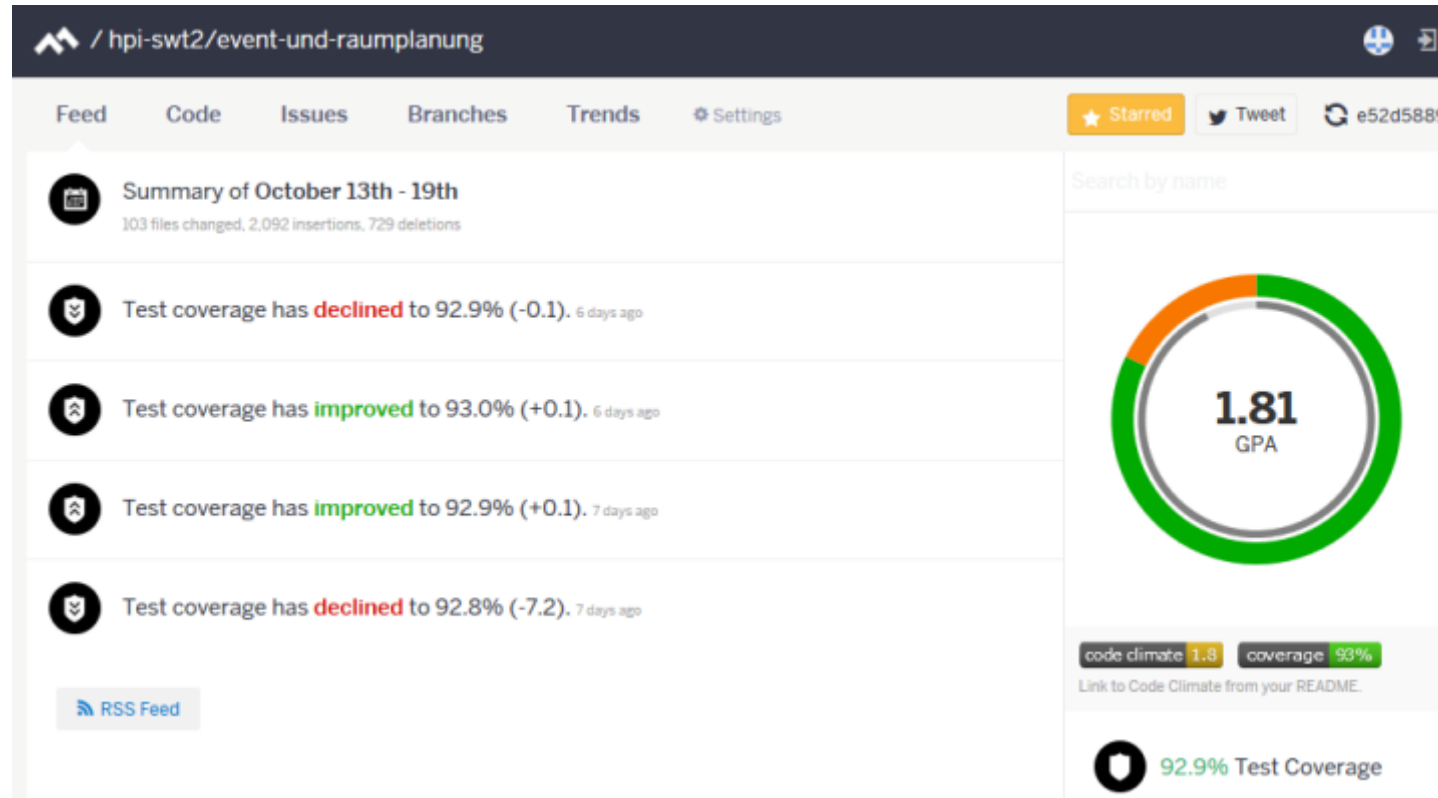 / hpi-swt2/event-und-raumplanung
Feed Code Issues Branches Trends Settings
Starred Tweet e52d5889
Summary of October 13th - 19th
103 files changed, 2,092 insertions, 729 deletions
Search by name
Test coverage has declined to 92.9% (-0.1). 6 days ago
Test coverage has improved to 93.0% (+0.1). 6 days ago
1.81
GPA
Test coverage has improved to 92.9% (+0.1). 7 days ago
Test coverage has declined to 92.8% (-7.2). 7 days ago
code climate 1.8 coverage 93%
Link to Code Climate from your README.
RSS Feed
92.9% Test Coverage